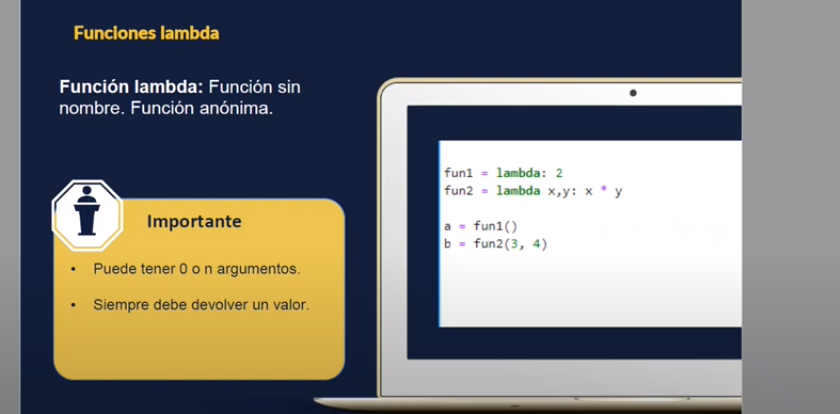 Funciones lambda
Función lambda: Función sin
nombre. Función anónima.
Importante
• Puede tener 0 o n argumentos.
• Siempre debe devolver un valor.
fun1 = lambda: 2
fun2 = lambda x,y: x * y
a = fun1()
b = fun2(3, 4)